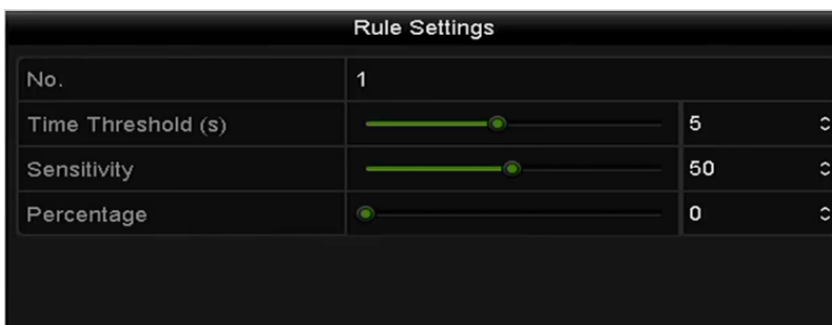 Rule Settings
No. 1
Time Threshold (s) 5
Sensitivity 50
Percentage 0